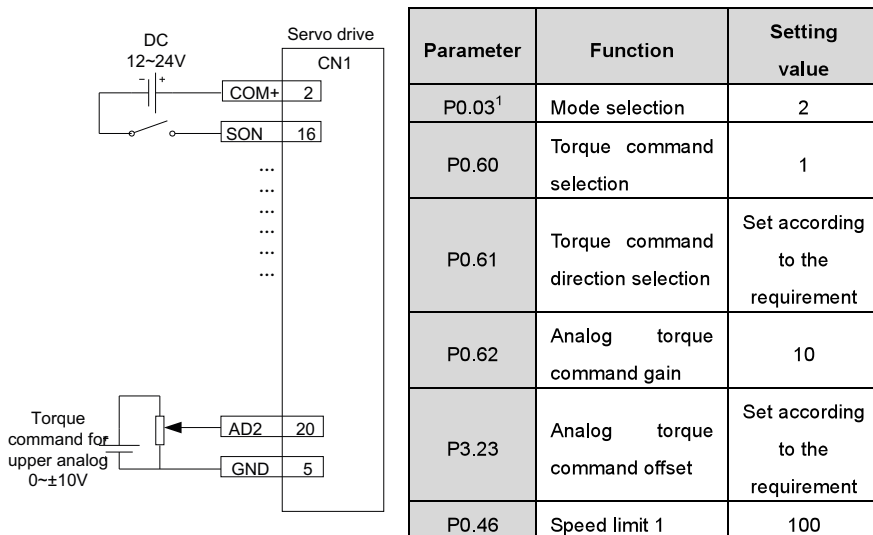 DC
12~24V
− +
Servo drive
CN1
COM+ 2
SON 16
...
...
...
...
...
...
Torque
command for
upper analog
0~±10V
+
AD2 20
GND 5
Parameter Function Setting
value
P0.03¹ Mode selection 2
P0.60 Torque command
selection 1
P0.61 Torque command
direction selection Set according
to the
requirement
P0.62 Analog torque
command gain 10
P3.23 Analog torque
command offset Set according
to the
requirement
P0.46 Speed limit 1 100